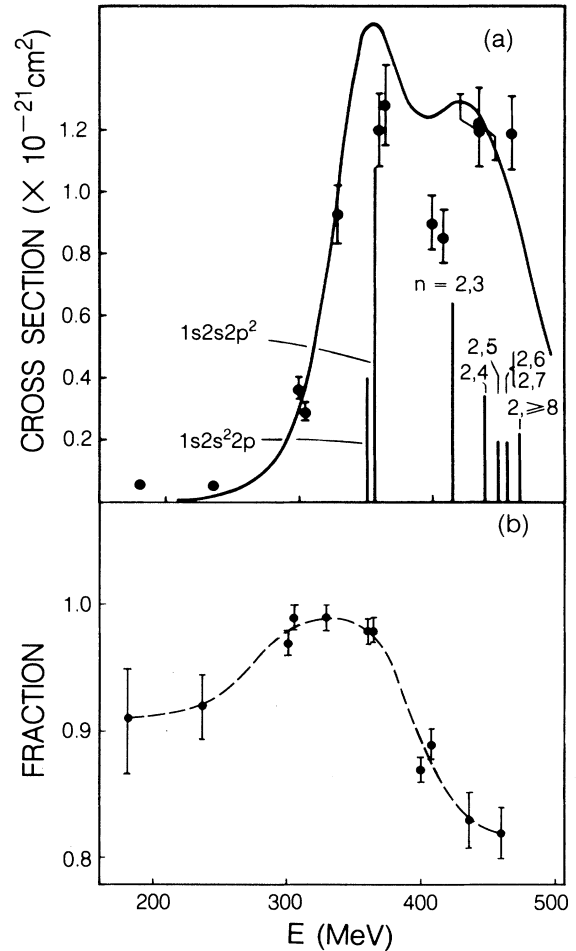 (a)
CROSS SECTION (× 10⁻²¹cm²)
1.2
1.0
0.8
0.6
0.4
0.2
n = 2,3
1s2s2p²
1s2s²2p
2,4
2,5
2,6
2,7
2,≥8
(b)
FRACTION
1.0
0.9
0.8
200
300
400
500
E (MeV)